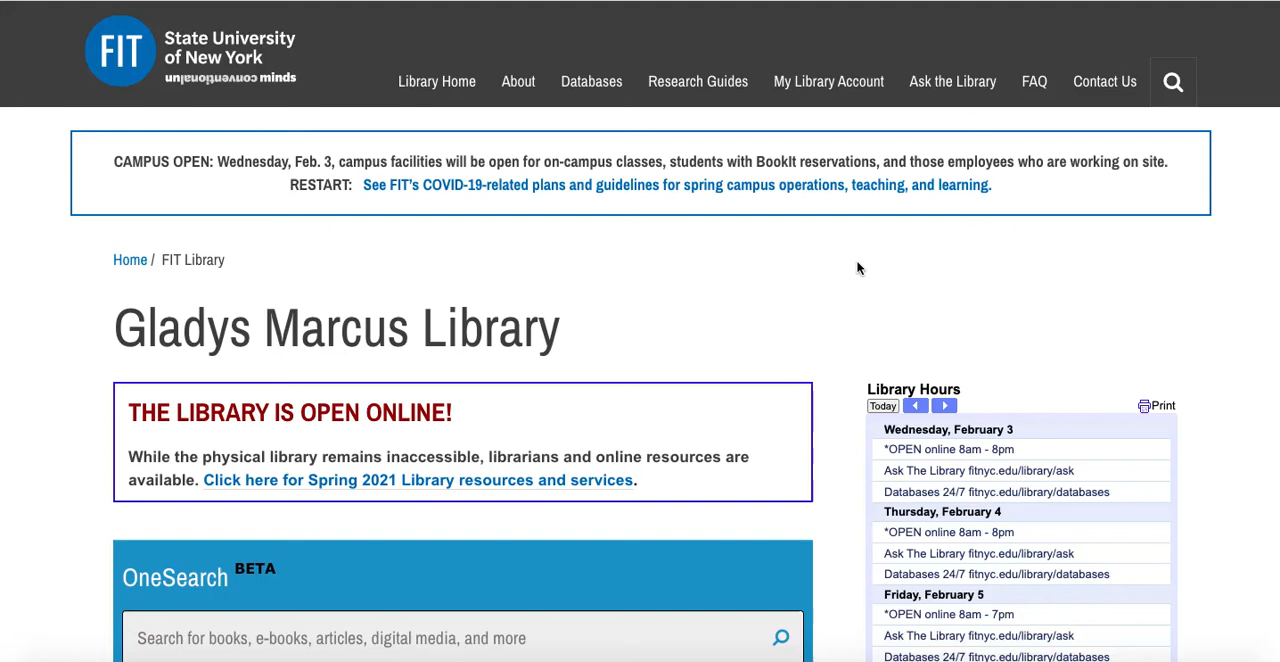 FIT
State University
of New York
unconventional minds
Library Home About Databases Research Guides My Library Account Ask the Library FAQ Contact Us
CAMPUS OPEN: Wednesday, Feb. 3, campus facilities will be open for on-campus classes, students with BookIt reservations, and those employees who are working on site.
RESTART: See FIT’s COVID-19-related plans and guidelines for spring campus operations, teaching, and learning.
Home / FIT Library
Gladys Marcus Library
THE LIBRARY IS OPEN ONLINE!
While the physical library remains inaccessible, librarians and online resources are
available. Click here for Spring 2021 Library resources and services.
OneSearch BETA
Search for books, e-books, articles, digital media, and more
Library Hours
Today Print
Wednesday, February 3
*OPEN online 8am - 8pm
Ask The Library fitnyc.edu/library/ask
Databases 24/7 fitnyc.edu/library/databases
Thursday, February 4
*OPEN online 8am - 8pm
Ask The Library fitnyc.edu/library/ask
Databases 24/7 fitnyc.edu/library/databases
Friday, February 5
*OPEN online 8am - 7pm
Ask The Library fitnyc.edu/library/ask
Databases 24/7 fitnyc.edu/library/databases